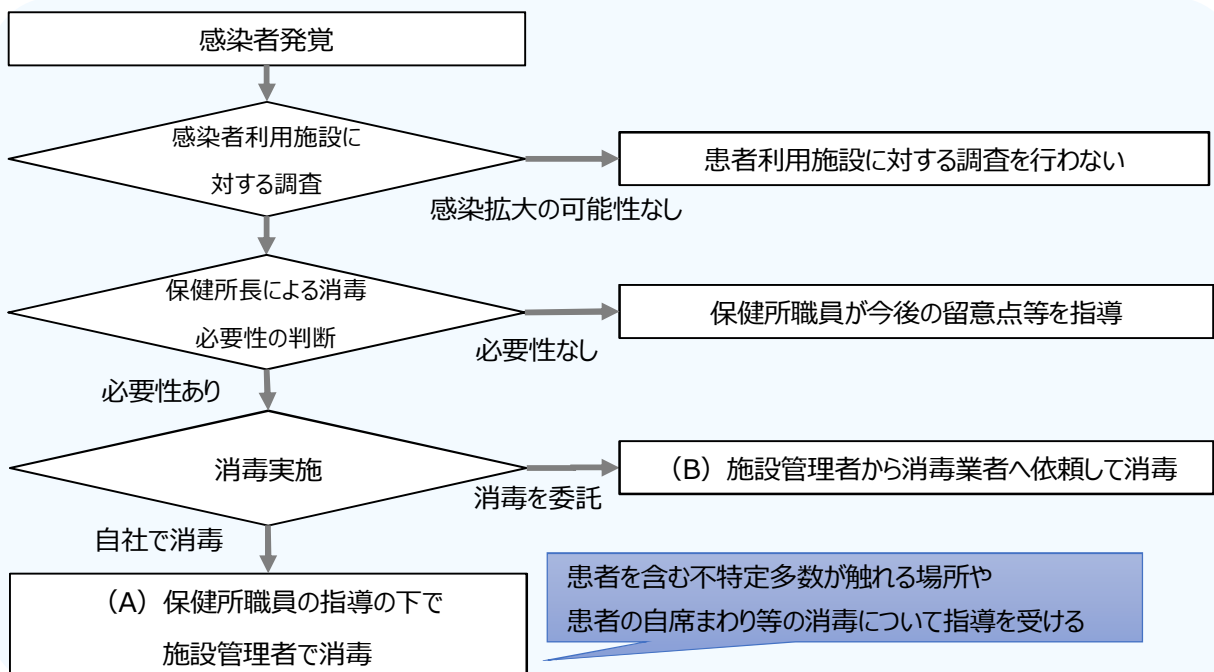 感染者発覚
感染者利用施設に
対する調査
患者利用施設に対する調査を行わない
感染拡大の可能性なし
保健所長による消毒
必要性の判断
保健所職員が今後の留意点等を指導
必要性なし
必要性あり
消毒実施
（B）施設管理者から消毒業者へ依頼して消毒
消毒を委託
自社で消毒
（A）保健所職員の指導の下で
施設管理者で消毒
患者を含む不特定多数が触れる場所や
患者の自席まわり等の消毒について指導を受ける